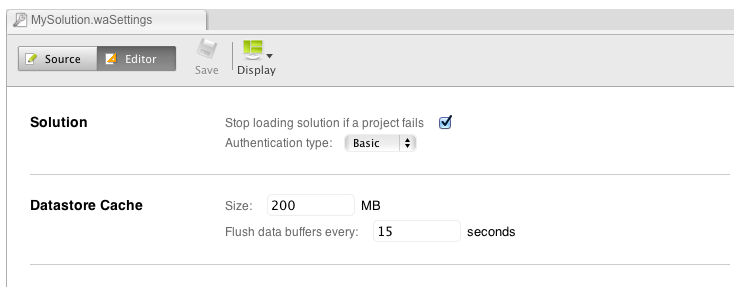 MySolution.waSettings
Source Editor Save Display
Solution Stop loading solution if a project fails
Authentication type: Basic
Datastore Cache Size: 200 MB
Flush data buffers every: 15 seconds